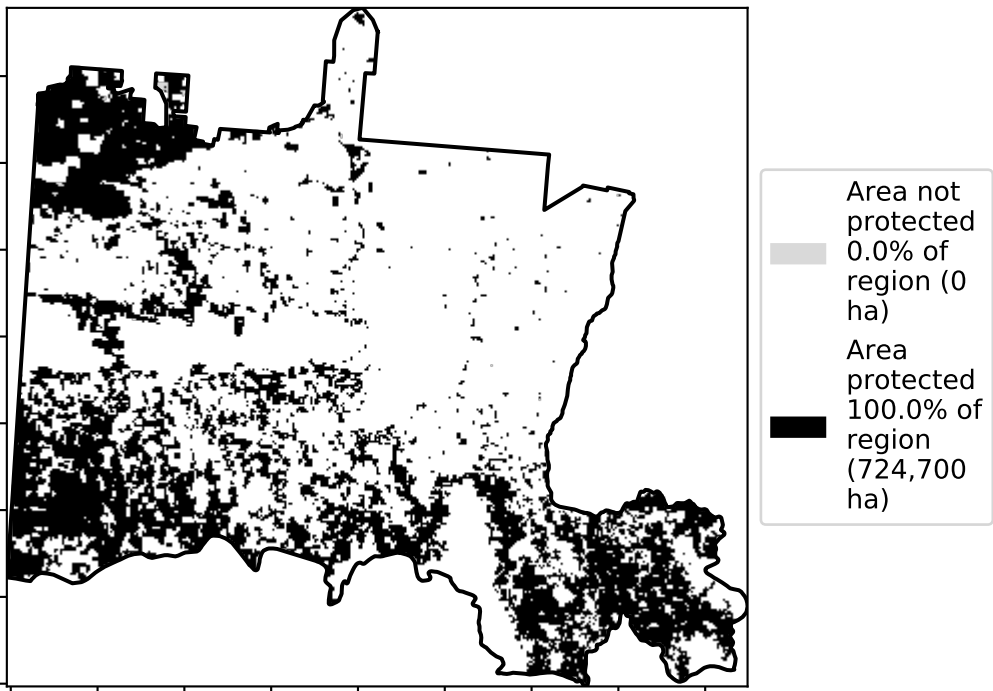 Area not
protected
0.0% of
region (0
ha)
Area
protected
100.0% of
region
(724,700
ha)